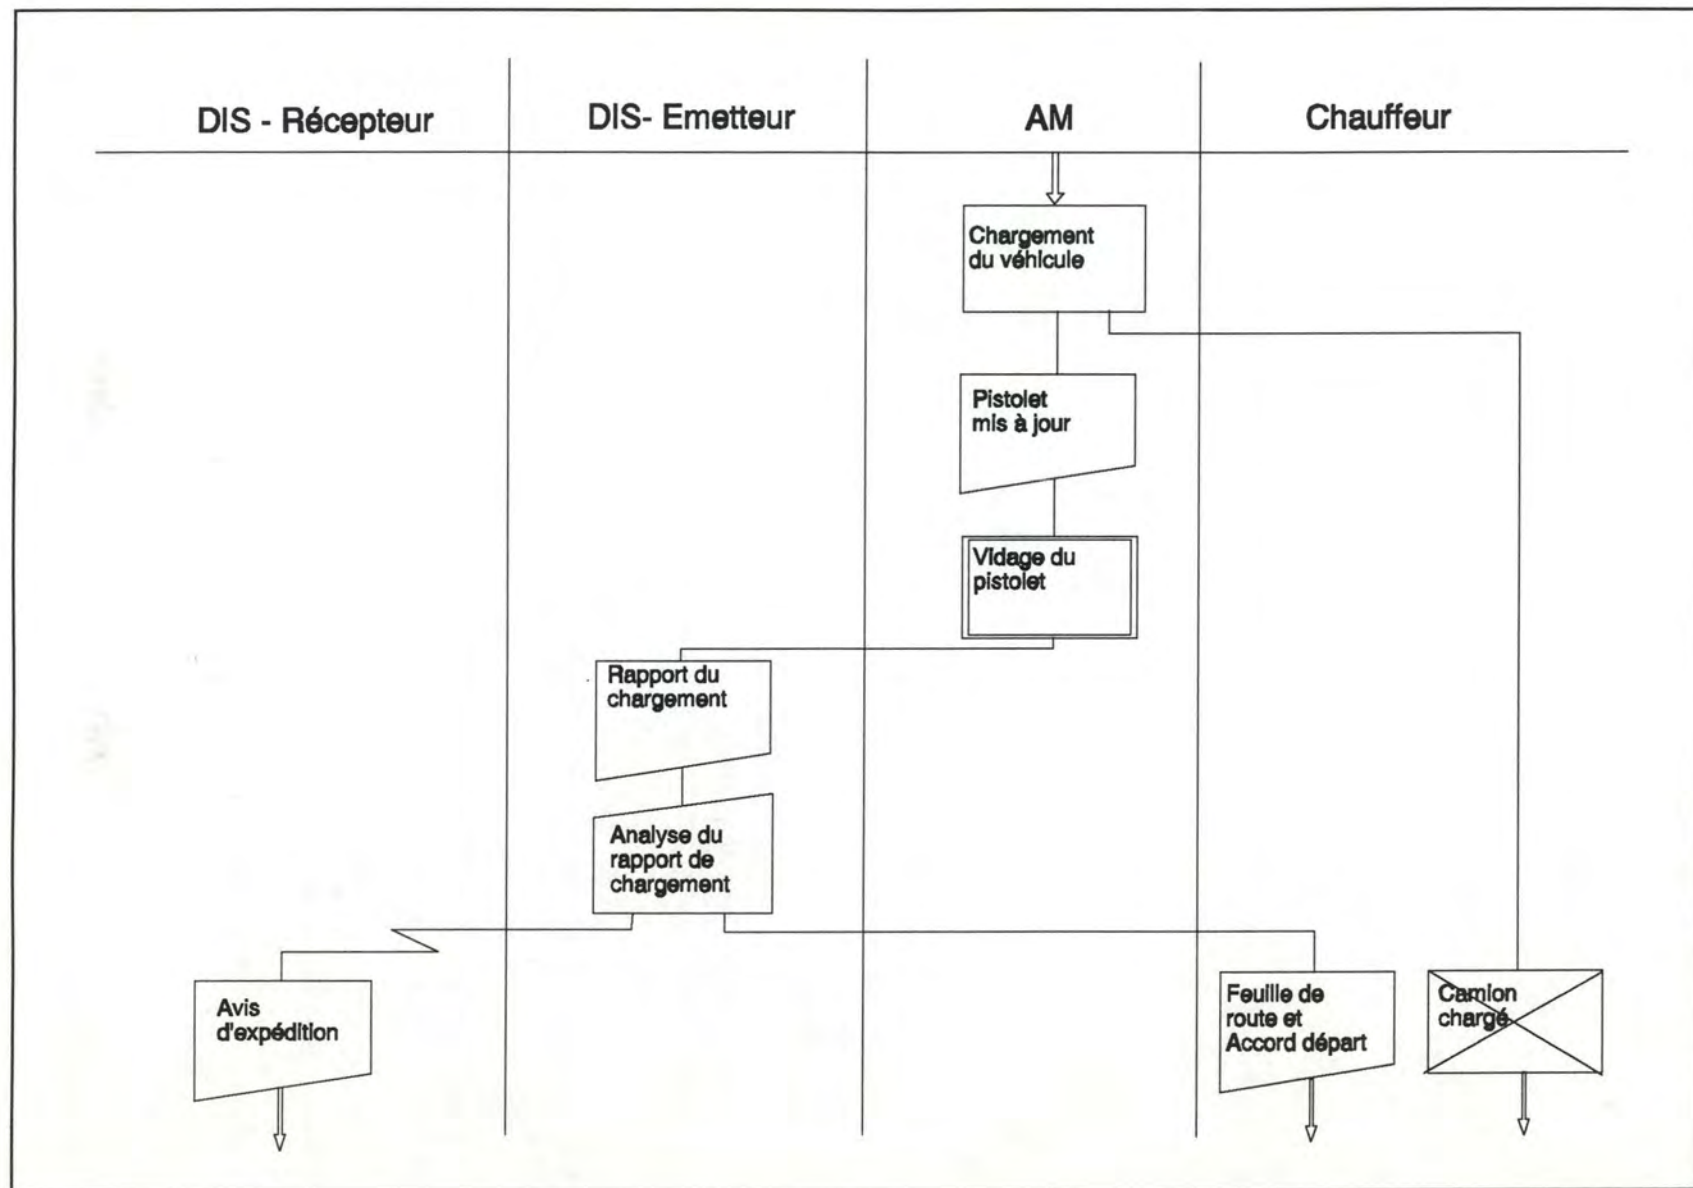 DIS - Récepteur
DIS- Emetteur
AM
Chauffeur
Chargement
du véhicule
Pistolet
mis à jour
Vidage du
pistolet
Rapport du
chargement
Analyse du
rapport de
chargement
Avis
d'expédition
Feuille de
route et
Accord départ
Camion
chargé